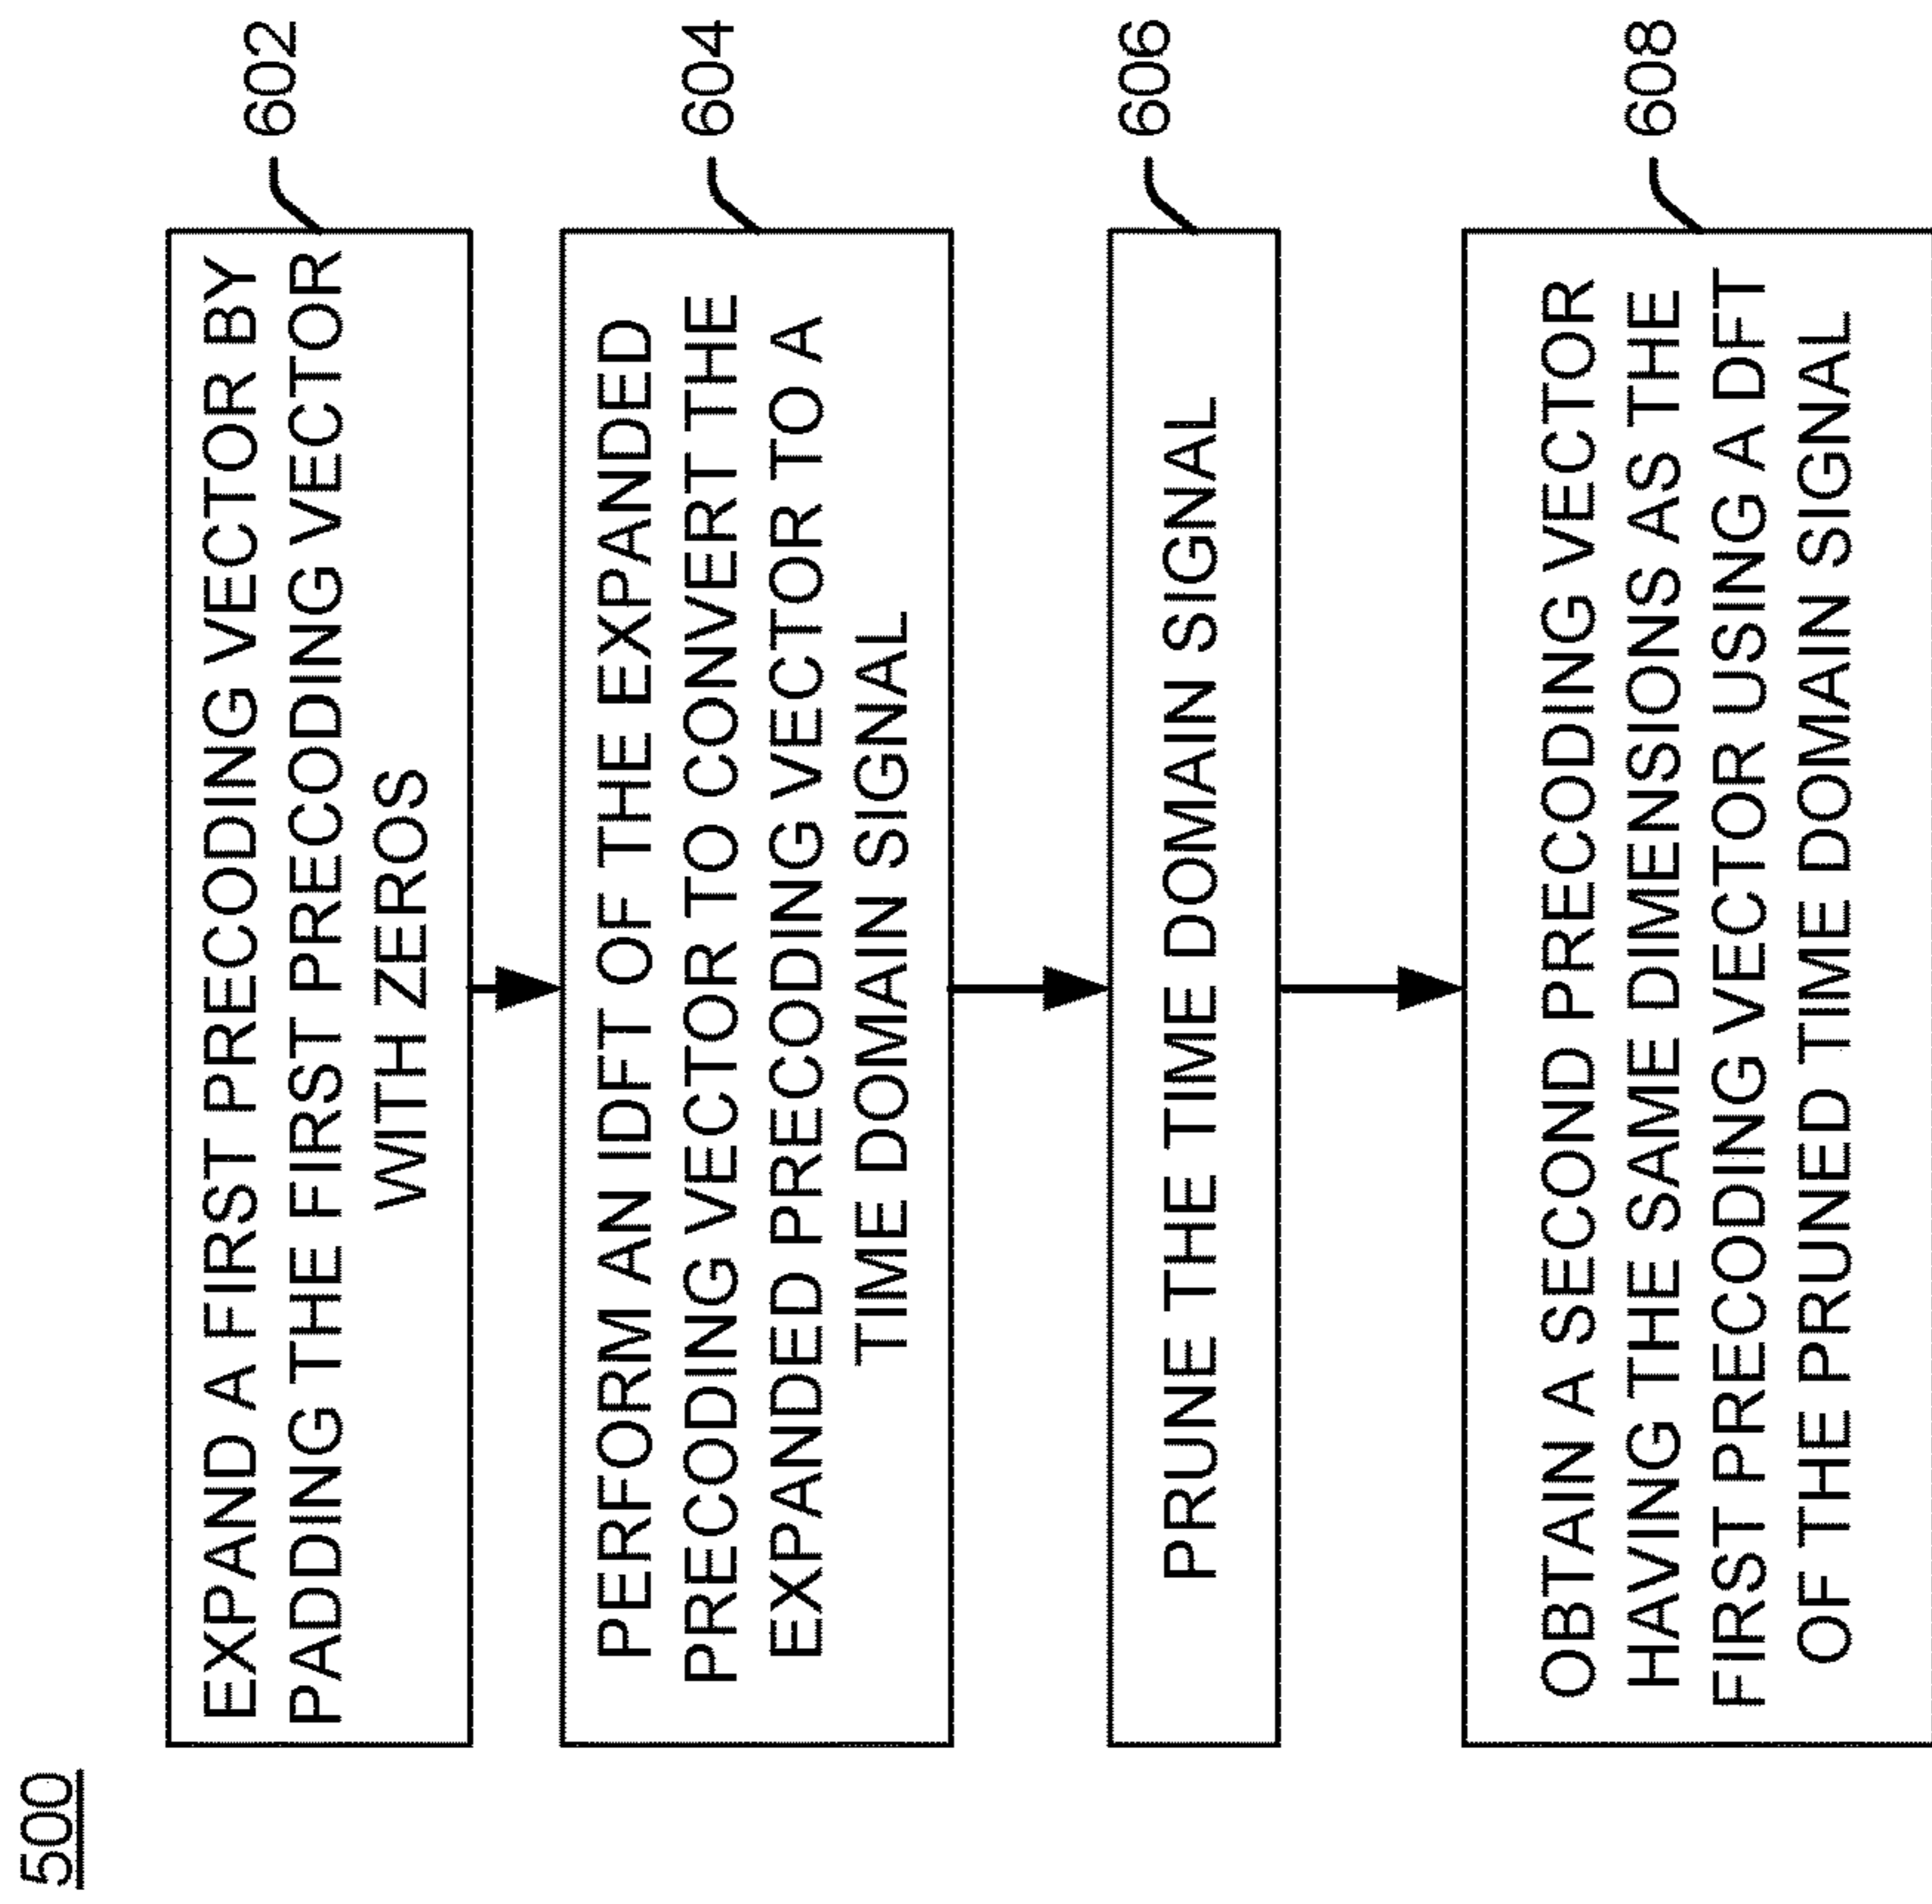 500
EXPAND A FIRST PRECODING VECTOR BY
PADDING THE FIRST PRECODING VECTOR
WITH ZEROS
602
PERFORM AN IDFT OF THE EXPANDED
PRECODING VECTOR TO CONVERT THE
EXPANDED PRECODING VECTOR TO A
TIME DOMAIN SIGNAL
604
PRUNE THE TIME DOMAIN SIGNAL
606
OBTAIN A SECOND PRECODING VECTOR
HAVING THE SAME DIMENSIONS AS THE
FIRST PRECODING VECTOR USING A DFT
OF THE PRUNED TIME DOMAIN SIGNAL
608